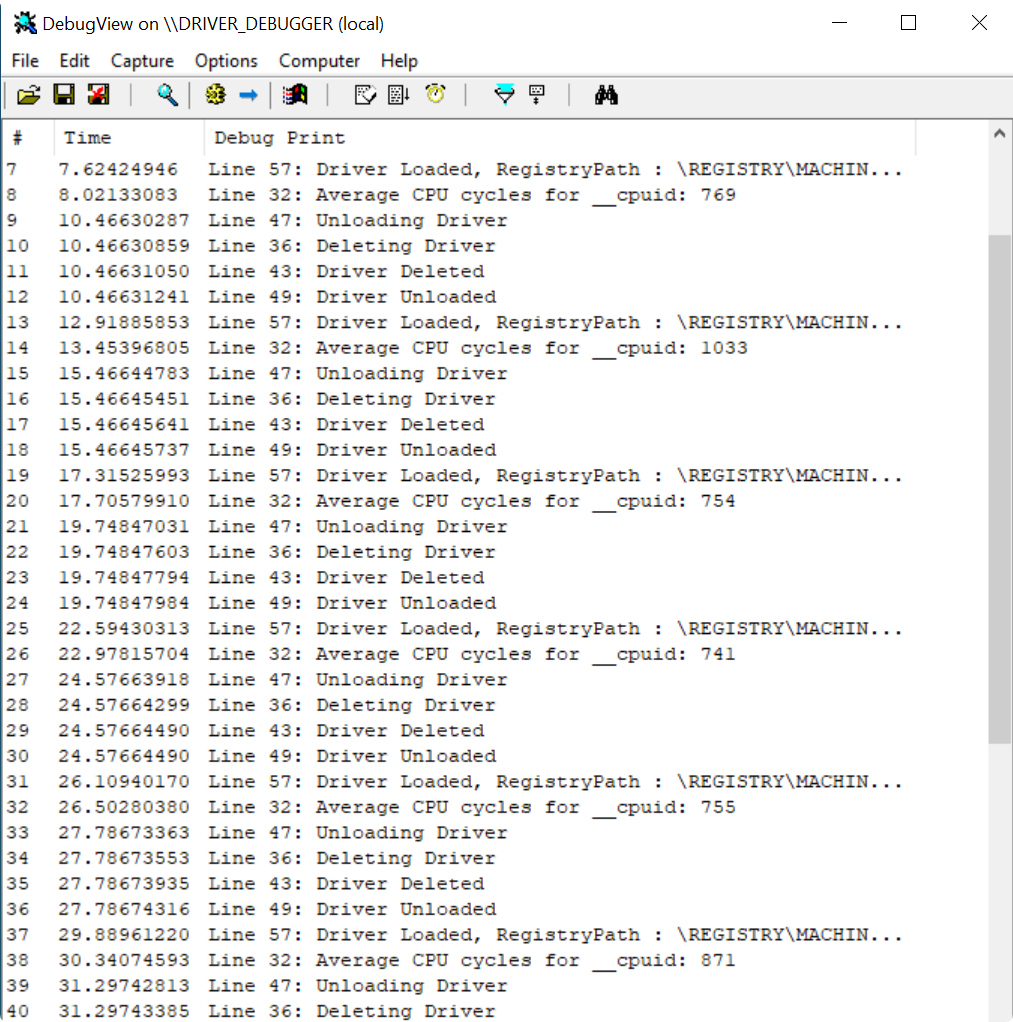 DebugView on \\DRIVER_DEBUGGER (local)
File Edit Capture Options Computer Help
# Time Debug Print
7 7.62424946 Line 57: Driver Loaded, RegistryPath : \REGISTRY\MACHIN...
8 8.02133083 Line 32: Average CPU cycles for __cpuid: 769
9 10.46630287 Line 47: Unloading Driver
10 10.46630859 Line 36: Deleting Driver
11 10.46631050 Line 43: Driver Deleted
12 10.46631241 Line 49: Driver Unloaded
13 12.91885853 Line 57: Driver Loaded, RegistryPath : \REGISTRY\MACHIN...
14 13.45396805 Line 32: Average CPU cycles for __cpuid: 1033
15 15.46644783 Line 47: Unloading Driver
16 15.46645451 Line 36: Deleting Driver
17 15.46645641 Line 43: Driver Deleted
18 15.46645737 Line 49: Driver Unloaded
19 17.31525993 Line 57: Driver Loaded, RegistryPath : \REGISTRY\MACHIN...
20 17.70579910 Line 32: Average CPU cycles for __cpuid: 754
21 19.74847031 Line 47: Unloading Driver
22 19.74847603 Line 36: Deleting Driver
23 19.74847794 Line 43: Driver Deleted
24 19.74847984 Line 49: Driver Unloaded
25 22.59430313 Line 57: Driver Loaded, RegistryPath : \REGISTRY\MACHIN...
26 22.97815704 Line 32: Average CPU cycles for __cpuid: 741
27 24.57663918 Line 47: Unloading Driver
28 24.57664299 Line 36: Deleting Driver
29 24.57664490 Line 43: Driver Deleted
30 24.57664490 Line 49: Driver Unloaded
31 26.10940170 Line 57: Driver Loaded, RegistryPath : \REGISTRY\MACHIN...
32 26.50280380 Line 32: Average CPU cycles for __cpuid: 755
33 27.78673363 Line 47: Unloading Driver
34 27.78673553 Line 36: Deleting Driver
35 27.78673935 Line 43: Driver Deleted
36 27.78674316 Line 49: Driver Unloaded
37 29.88961220 Line 57: Driver Loaded, RegistryPath : \REGISTRY\MACHIN...
38 30.34074593 Line 32: Average CPU cycles for __cpuid: 871
39 31.29742813 Line 47: Unloading Driver
40 31.29743385 Line 36: Deleting Driver